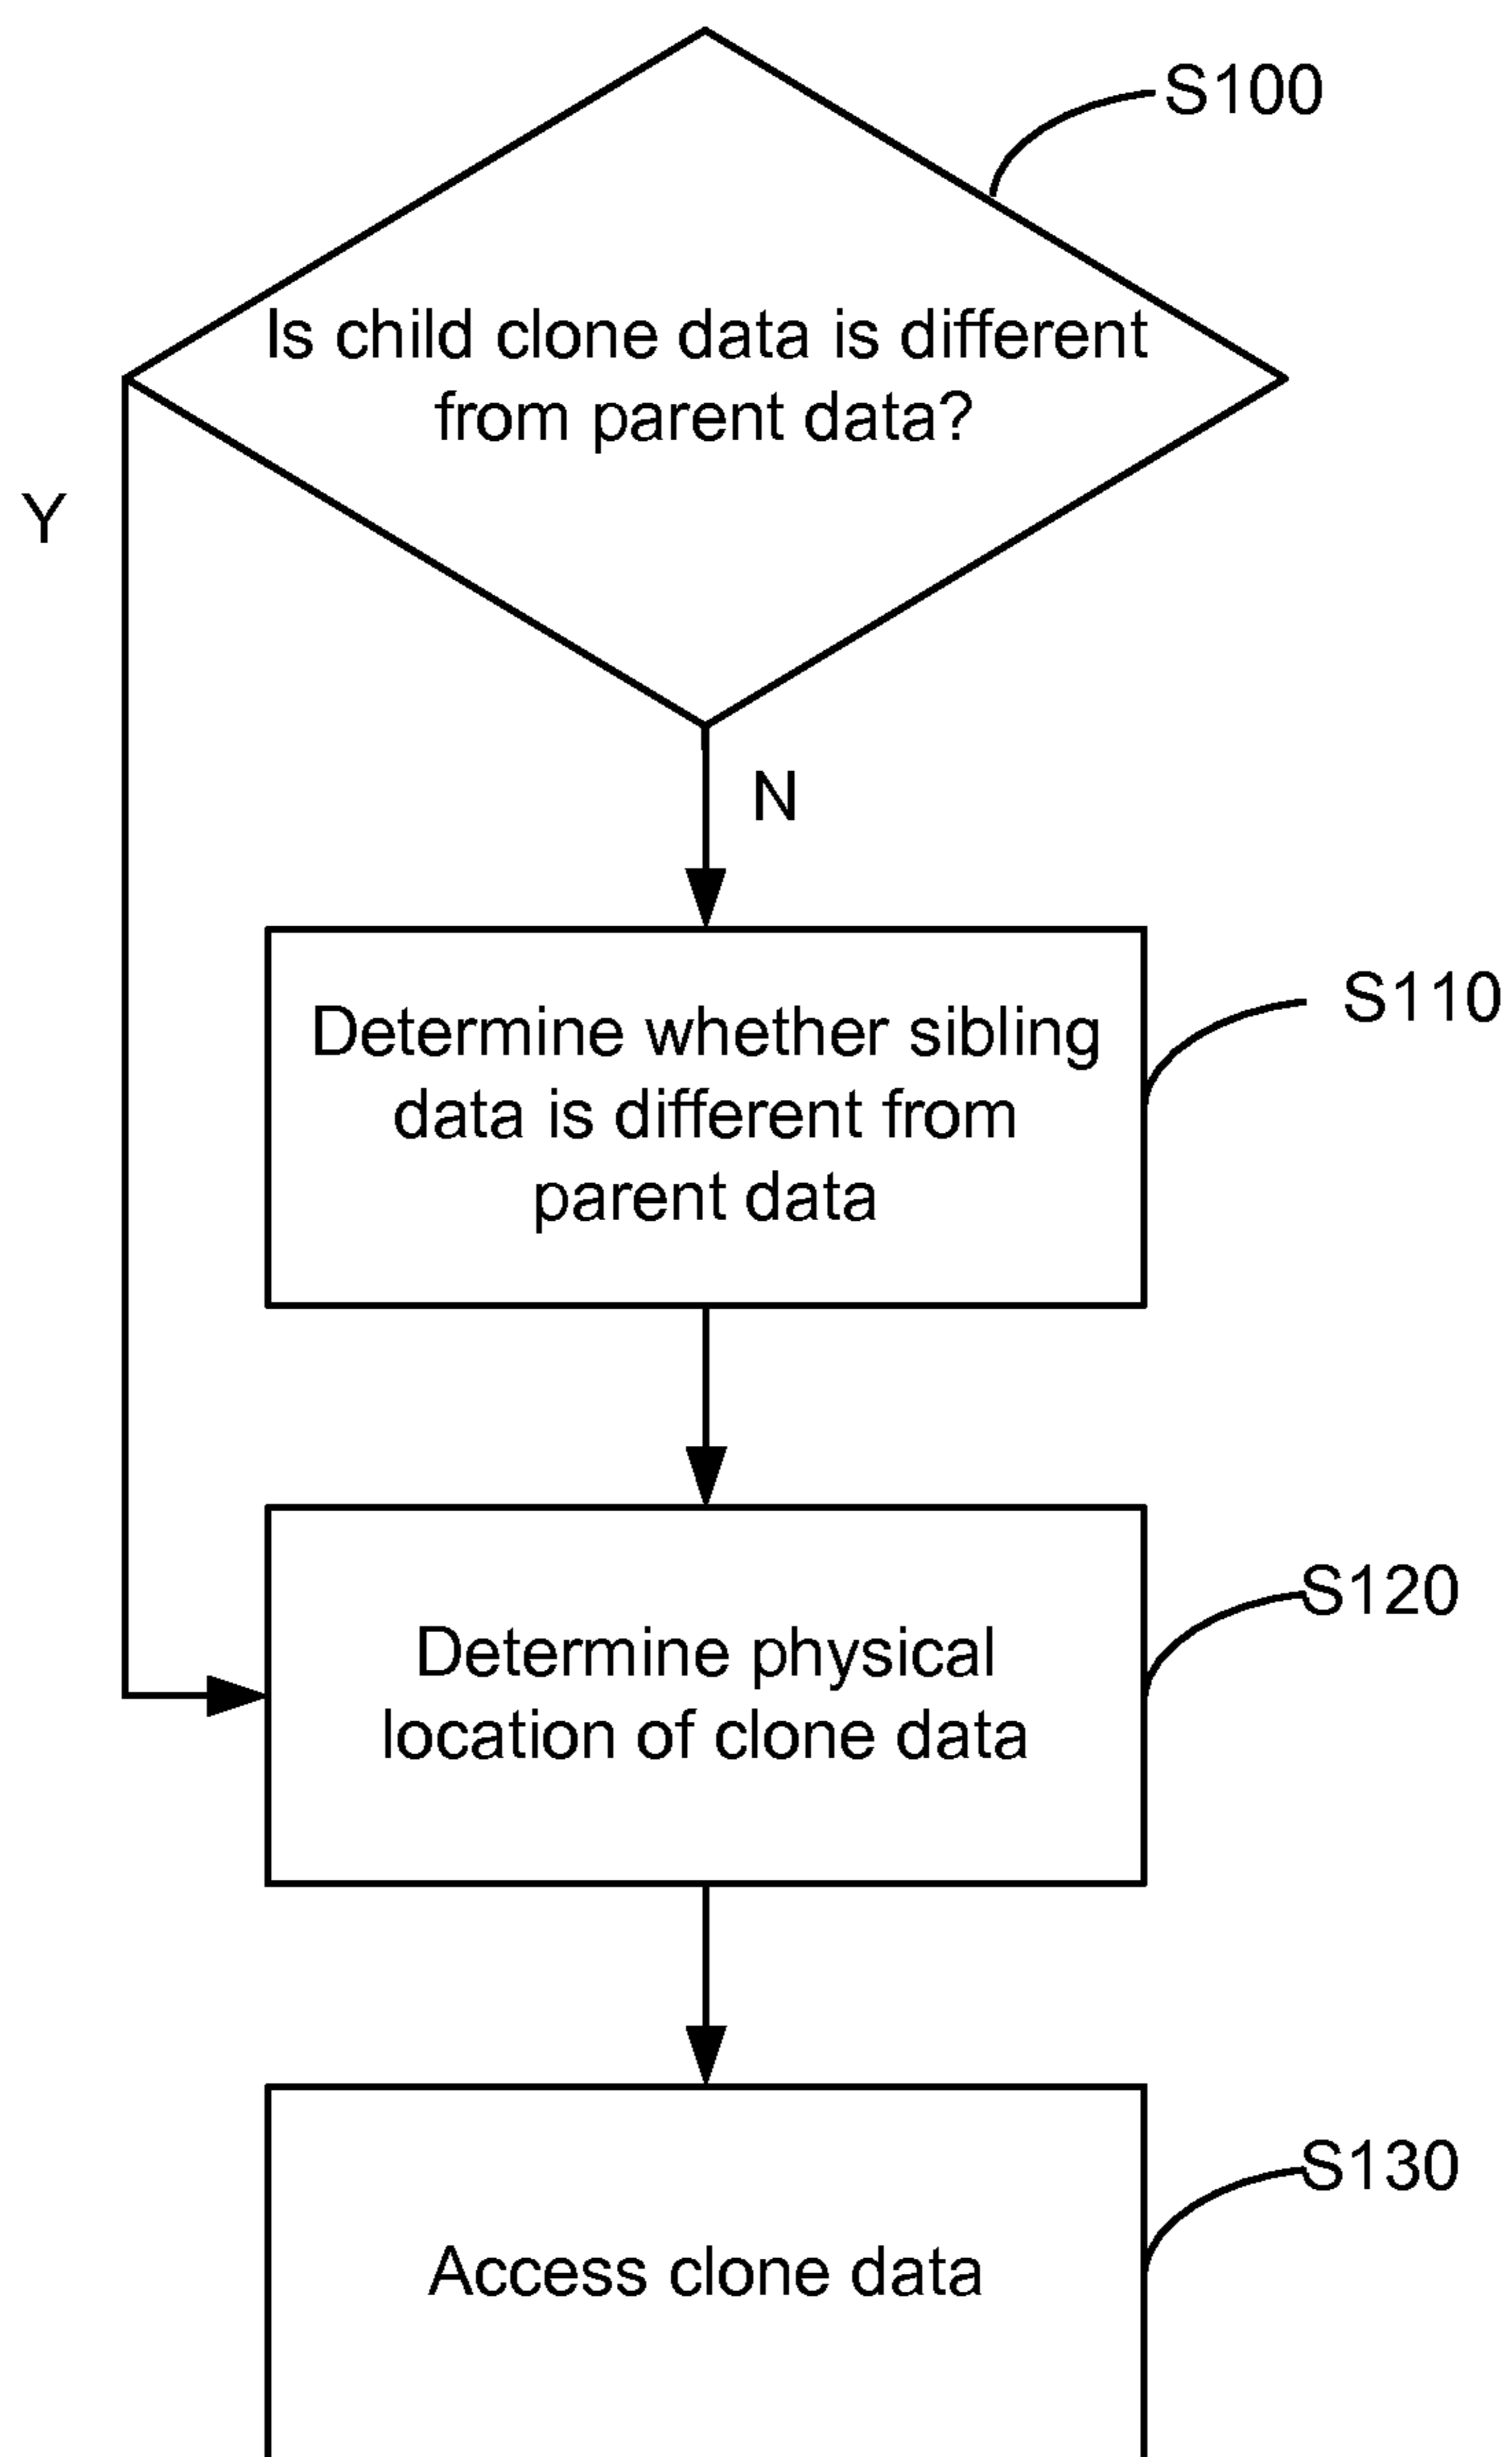 S100
Is child clone data is different
from parent data?
Y
N
Determine whether sibling
data is different from
parent data
S110
Determine physical
location of clone data
S120
Access clone data
S130